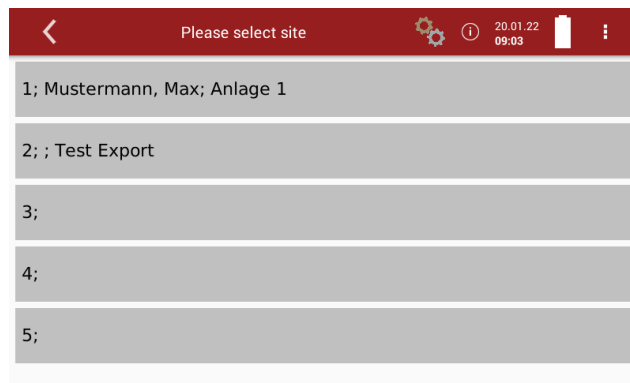 Please select site
20.01.22
09:03
1; Mustermann, Max; Anlage 1
2; ; Test Export
3;
4;
5;